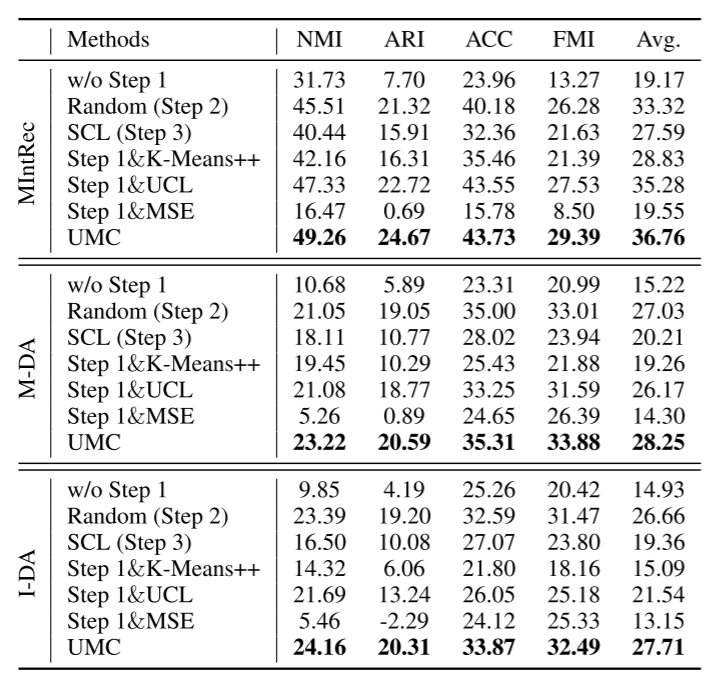 Methods NMI ARI ACC FMI Avg.
MIntRec
w/o Step 1 31.73 7.70 23.96 13.27 19.17
Random (Step 2) 45.51 21.32 40.18 26.28 33.32
SCL (Step 3) 40.44 15.91 32.36 21.63 27.59
Step 1&K-Means++ 42.16 16.31 35.46 21.39 28.83
Step 1&UCL 47.33 22.72 43.55 27.53 35.28
Step 1&MSE 16.47 0.69 15.78 8.50 19.55
UMC 49.26 24.67 43.73 29.39 36.76
M-DA
w/o Step 1 10.68 5.89 23.31 20.99 15.22
Random (Step 2) 21.05 19.05 35.00 33.01 27.03
SCL (Step 3) 18.11 10.77 28.02 23.94 20.21
Step 1&K-Means++ 19.45 10.29 25.43 21.88 19.26
Step 1&UCL 21.08 18.77 33.25 31.59 26.17
Step 1&MSE 5.26 0.89 24.65 26.39 14.30
UMC 23.22 20.59 35.31 33.88 28.25
I-DA
w/o Step 1 9.85 4.19 25.26 20.42 14.93
Random (Step 2) 23.39 19.20 32.59 31.47 26.66
SCL (Step 3) 16.50 10.08 27.07 23.80 19.36
Step 1&K-Means++ 14.32 6.06 21.80 18.16 15.09
Step 1&UCL 21.69 13.24 26.05 25.18 21.54
Step 1&MSE 5.46 -2.29 24.12 25.33 13.15
UMC 24.16 20.31 33.87 32.49 27.71